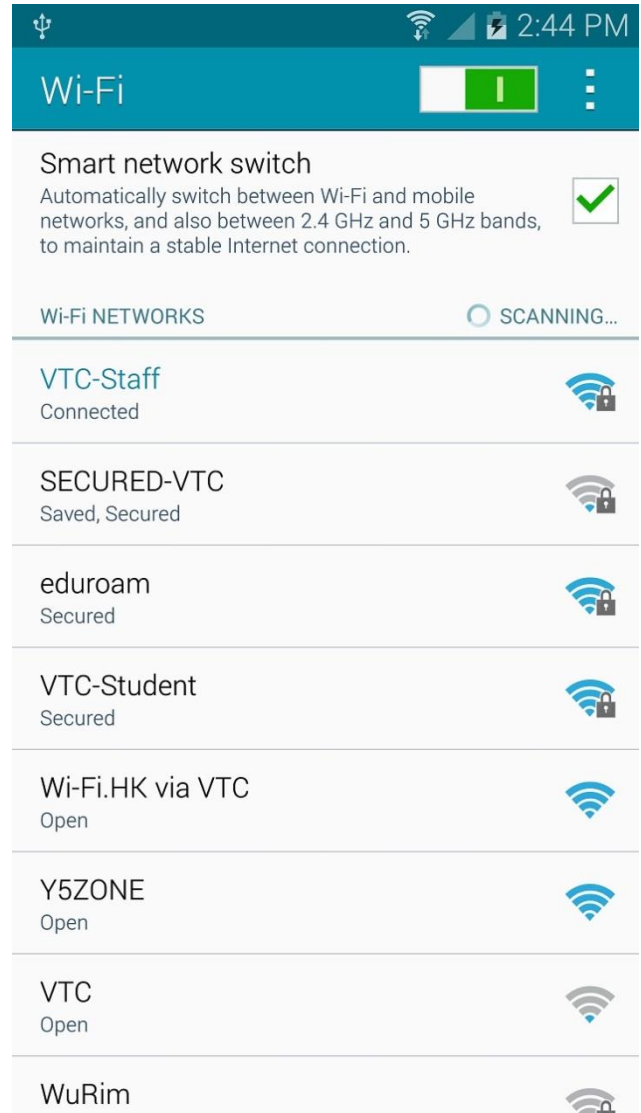 2:44 PM
Wi-Fi
Smart network switch
Automatically switch between Wi-Fi and mobile
networks, and also between 2.4 GHz and 5 GHz bands,
to maintain a stable Internet connection.
Wi-Fi NETWORKS
SCANNING...
VTC-Staff
Connected
SECURED-VTC
Saved, Secured
eduroam
Secured
VTC-Student
Secured
Wi-Fi.HK via VTC
Open
Y5ZONE
Open
VTC
Open
WuRim